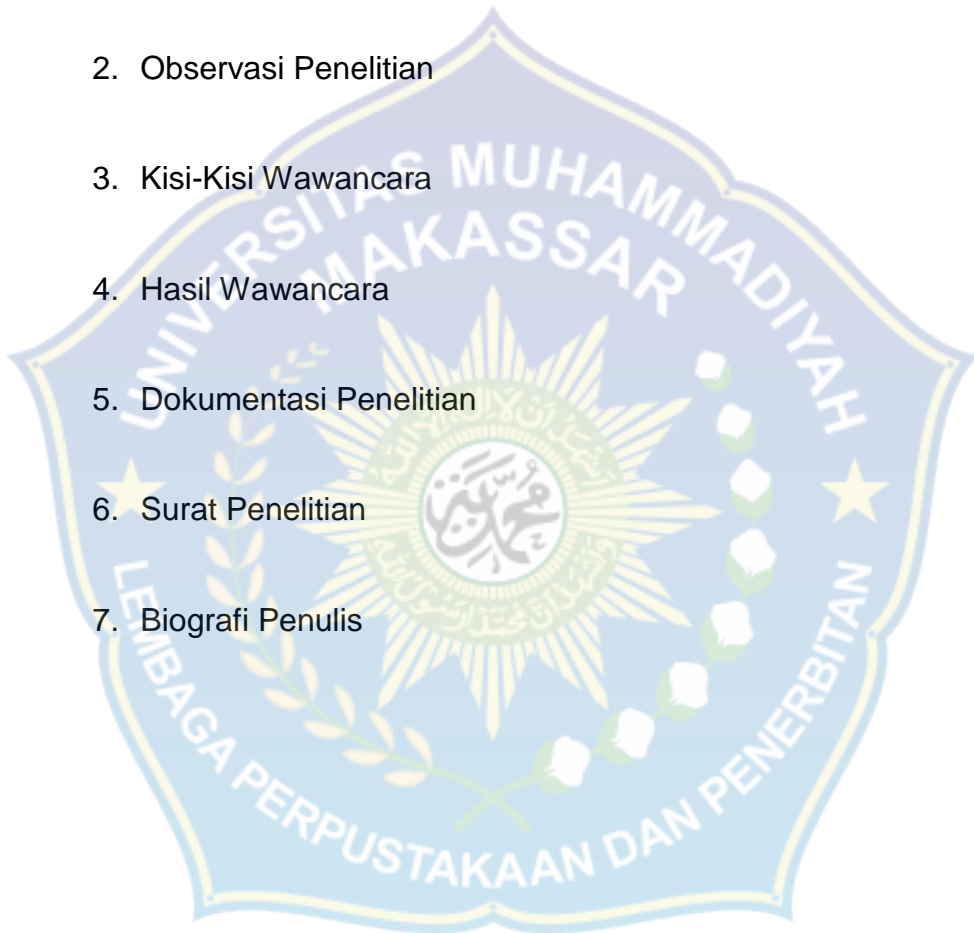 2. Observasi Penelitian
3. Kisi-Kisi Wawancara
4. Hasil Wawancara
5. Dokumentasi Penelitian
6. Surat Penelitian
7. Biografi Penulis
UNIVERSITAS MUHAMMADIYAH
MAKASSAR
LEMBAGA PERPUSTAKAAN DAN PENERBITAN